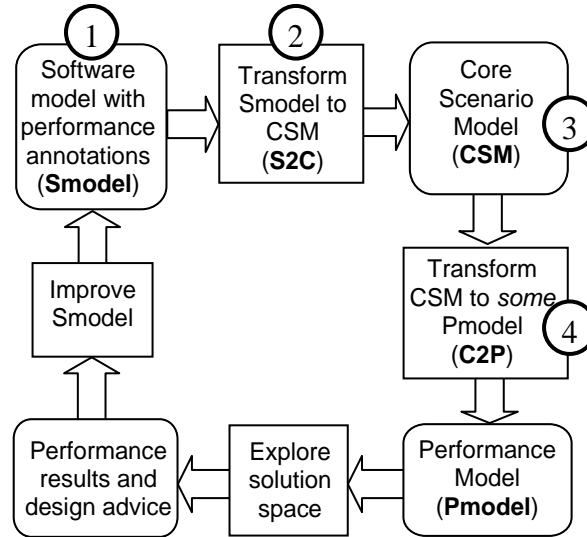 1
Software
model with
performance
annotations
(Smodel)
2
Transform
Smodel to
CSM
(S2C)
Core
Scenario
Model
(CSM)
3
Transform
CSM to some
Pmodel
(C2P)
4
Performance
Model
(Pmodel)
Explore
solution
space
Performance
results and
design advice
Improve
Smodel